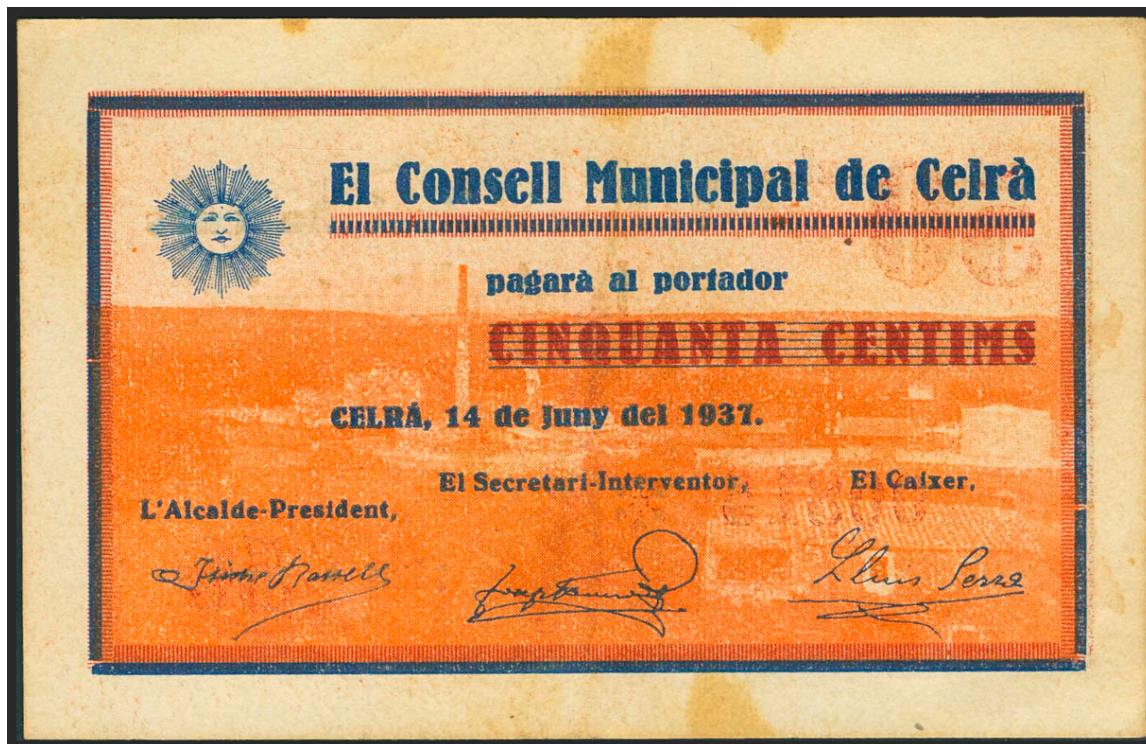 El Consell Municipal de Celrà
pagarà al portador
CINQUANTA CENTIMS
CELRÁ, 14 de Juny del 1937.
El Secretari-Interventor,
El Caixer,
L'Alcalde-President,
Lluis Serra